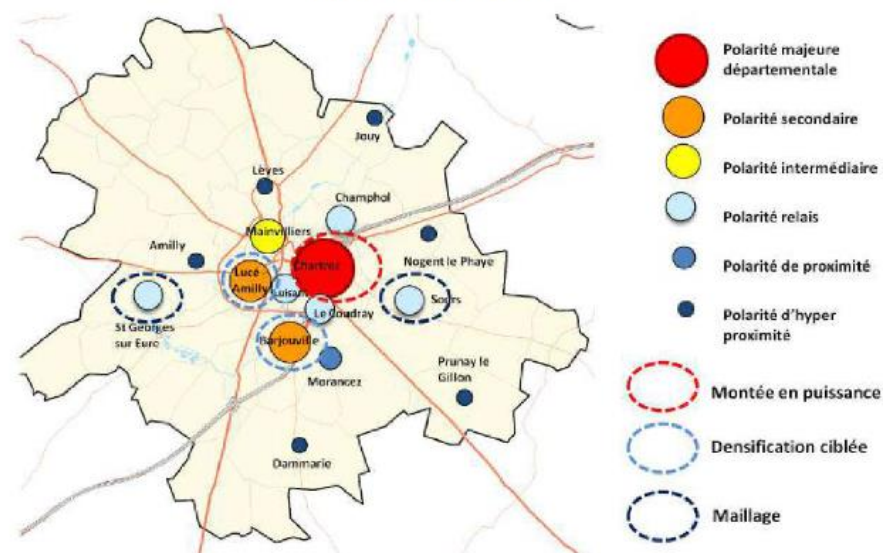 Jouy
Lèves
Champhol
Mainvilliers
Amilly
Nogent le Phaye
Chartres
Lucé
Amilly
Luisant
Sours
Le Coudray
St Georges
sur Eure
Barjouville
Morancez
Prunay le
Gillon
Dammarie
Polarité majeure
départementale
Polarité secondaire
Polarité intermédiaire
Polarité relais
Polarité de proximité
Polarité d'hyper
proximité
Montée en puissance
Densification ciblée
Maillage